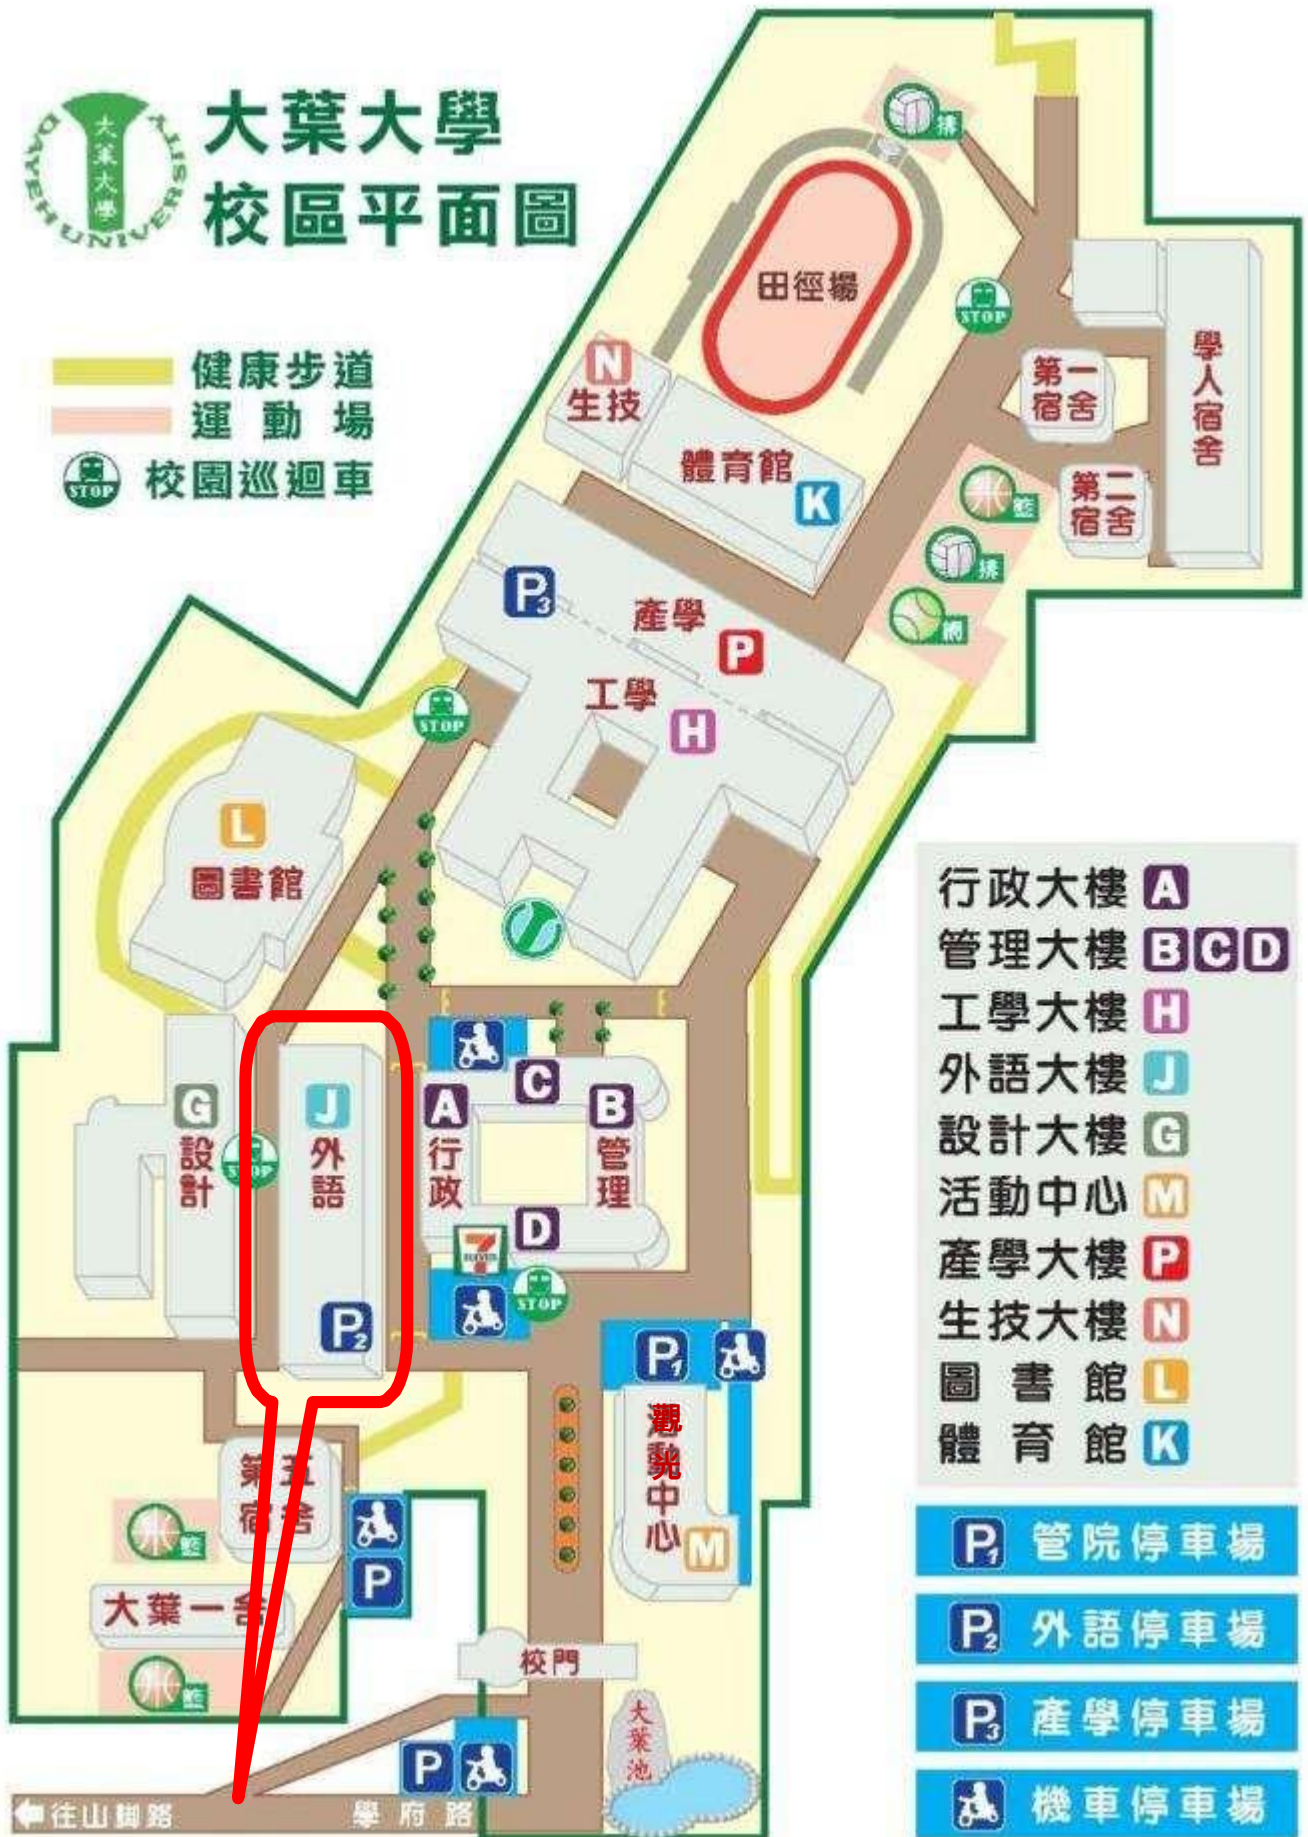 大葉大學
校區平面圖
大葉大學
DAYEH UNIVERSITY
健康步道
運動場
STOP 校園巡迴車
排
田徑場
STOP
N
生技
體育館
K
學人宿舍
第一
宿舍
第二
宿舍
籃
排
網
P3
產學
P
工學
H
STOP
L
圖書館
G
設計
STOP
J
外語
P2
A
行政
C
B
管理
D
7
ELEVEN
STOP
P1
觀光
活動中心
M
第五
宿舍
籃
大葉一舍
籃
P
校門
大葉池
P
往山腳路
學府路
行政大樓 A
管理大樓 B C D
工學大樓 H
外語大樓 J
設計大樓 G
活動中心 M
產學大樓 P
生技大樓 N
圖書館 L
體育館 K
P1 管院停車場
P2 外語停車場
P3 產學停車場
機車停車場